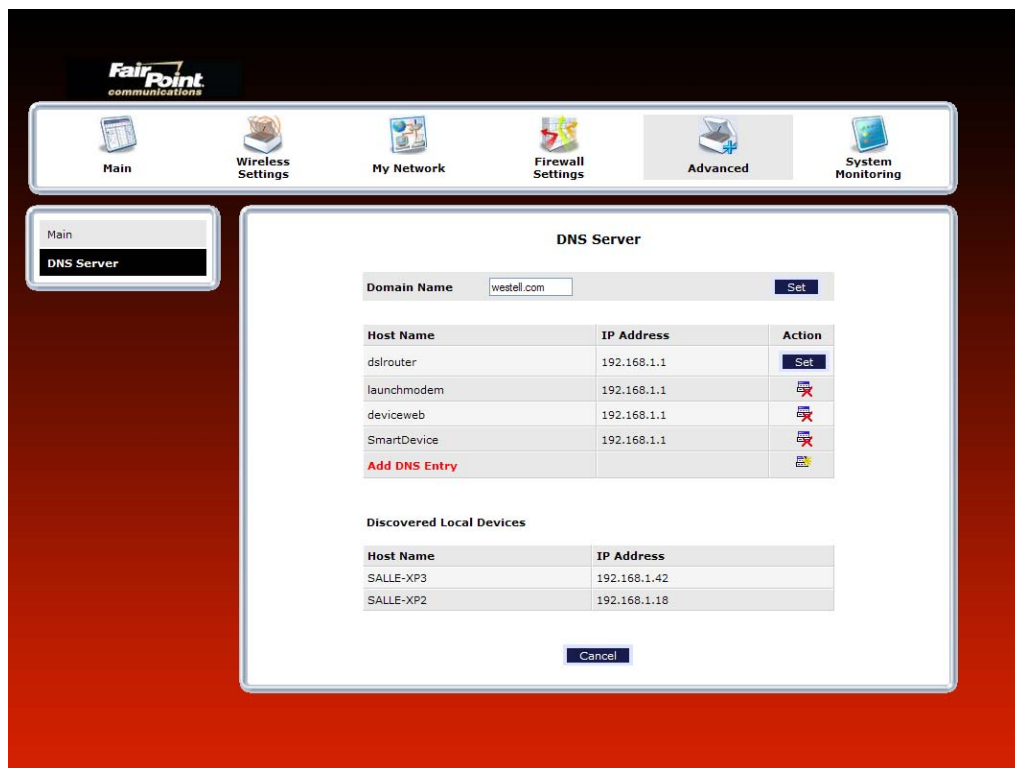 Fair
Point.
communications
Main
Wireless
Settings
My Network
Firewall
Settings
Advanced
System
Monitoring
Main
DNS Server
DNS Server
Domain Name westell.com Set
Host Name IP Address Action
dslrouter 192.168.1.1 Set
launchmodem 192.168.1.1
deviceweb 192.168.1.1
SmartDevice 192.168.1.1
Add DNS Entry
Discovered Local Devices
Host Name IP Address
SALLE-XP3 192.168.1.42
SALLE-XP2 192.168.1.18
Cancel